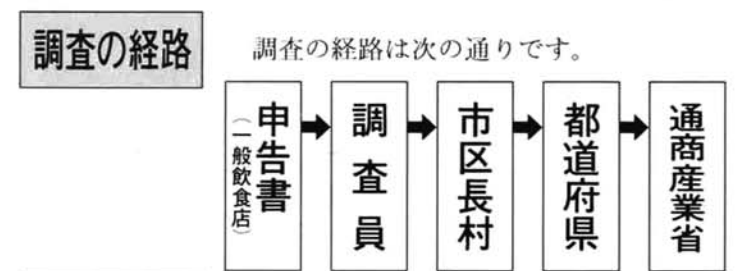 調査の経路
調査の経路は次の通りです。
申告書
(一般飲食店)
調査員
市区長村
都道府県
通商産業省